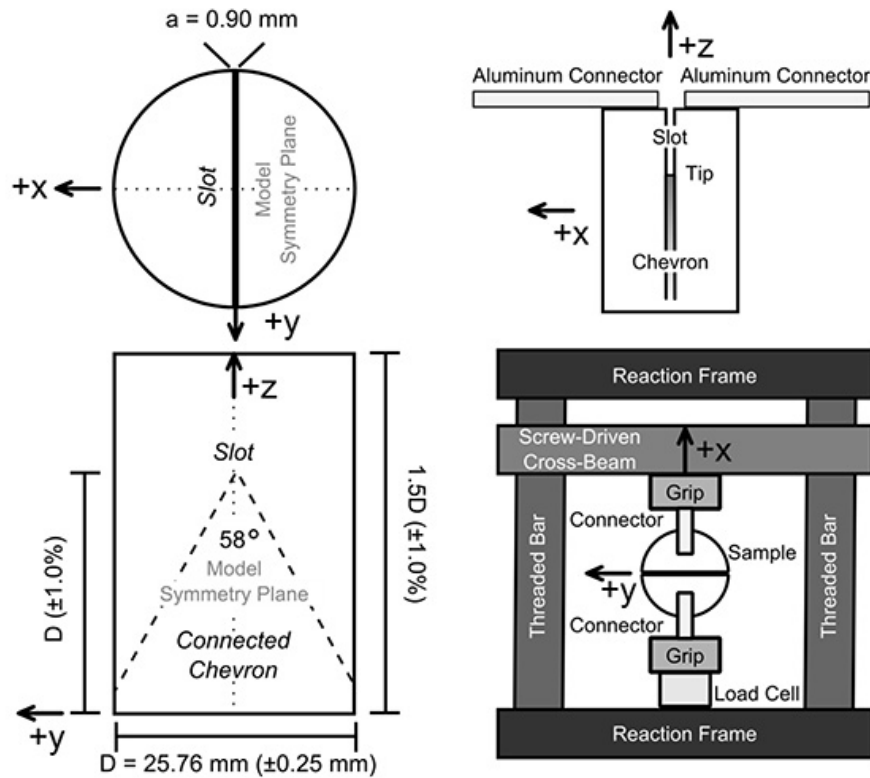 a = 0.90 mm
+x
Slot
Model
Symmetry Plane
+y
+z
Slot
58°
Model
Symmetry Plane
Connected
Chevron
D (±1.0%)
1.5D (±1.0%)
+y
D = 25.76 mm (±0.25 mm)
+z
Aluminum Connector
Aluminum Connector
Slot
Tip
+x
Chevron
Reaction Frame
Screw-Driven
Cross-Beam
+x
Grip
Connector
Sample
+y
Connector
Grip
Load Cell
Threaded Bar
Threaded Bar
Reaction Frame